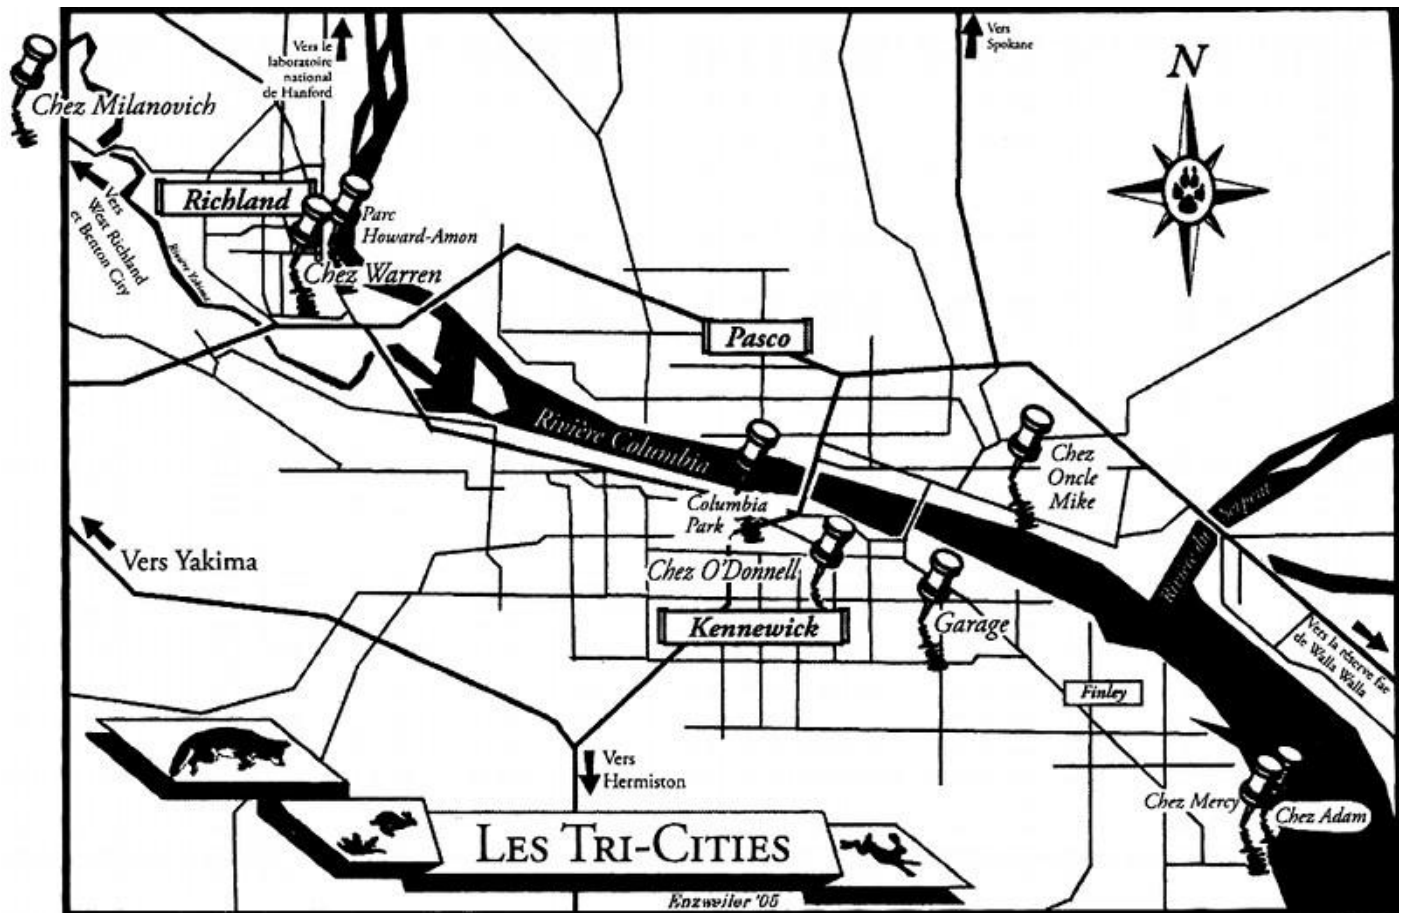 Vers le
laboratoire
national
de Hanford
Vers
Spokane
N
Chez Milanovich
Richland
Parc
Howard-Amon
Vers
West Richland
et Benton City
Rivière Yakima
Chez Warren
Pasco
Rivière Columbia
Chez
Oncle
Mike
Columbia
Park
Serpent
Rivière du
Vers Yakima
Chez O'Donnell
Garage
Kennewick
Vers la réserve fae
de Walla Walla
Finley
Vers
Hermiston
Chez Mercy
Chez Adam
LES TRI-CITIES
Enzweiler '05